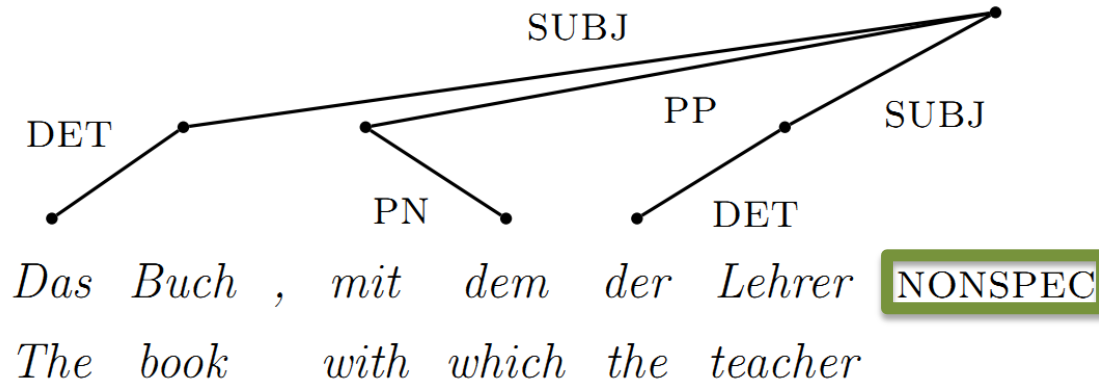 SUBJ
DET PP SUBJ
PN DET
Das Buch , mit dem der Lehrer NONSPEC
The book with which the teacher